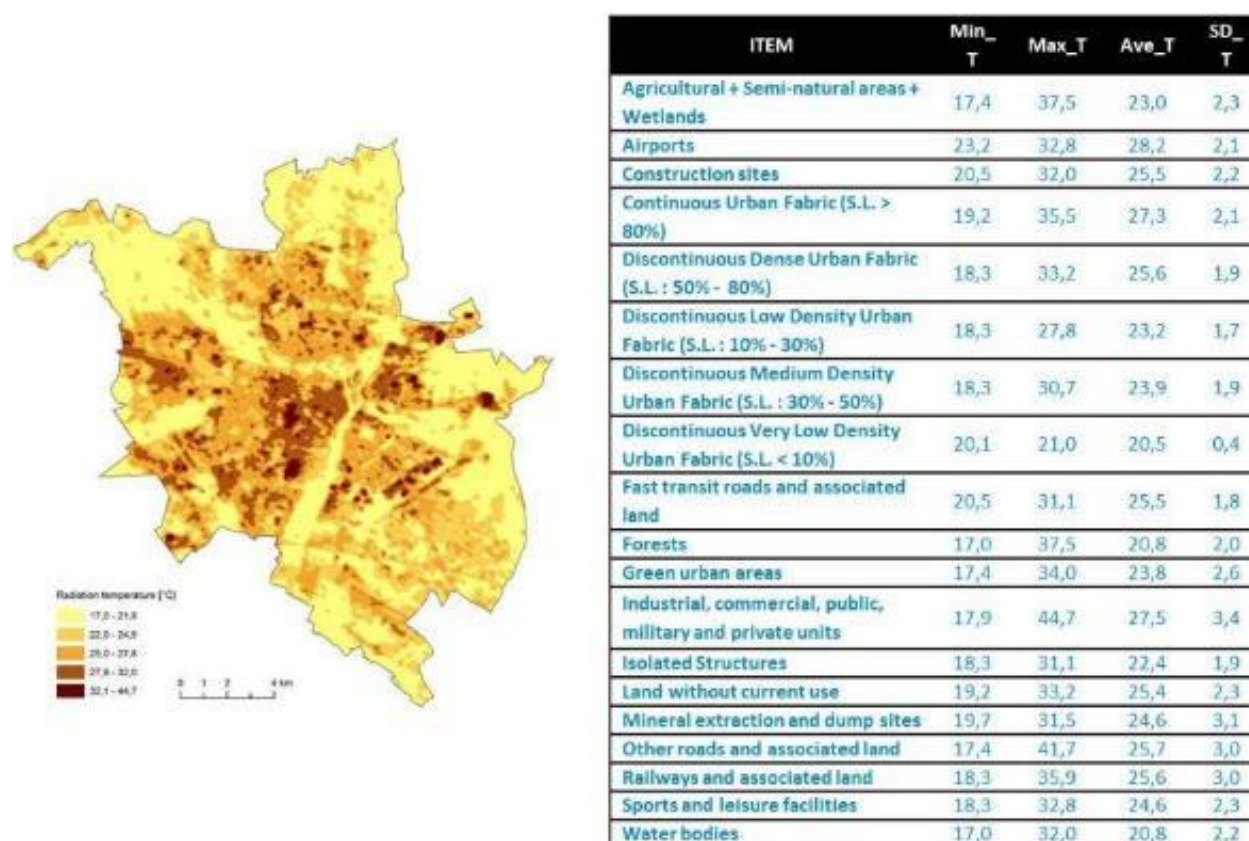 Radiation temperature [°C]
17,0 - 21,9
22,0 - 24,9
25,0 - 27,8
27,9 - 32,0
32,1 - 44,7
0 1 2 4 km
ITEM Min_ Max_T Ave_T SD_
T T
Agricultural + Semi-natural areas +
Wetlands 17,4 37,5 23,0 2,3
Airports 23,2 32,8 28,2 2,1
Construction sites 20,5 32,0 25,5 2,2
Continuous Urban Fabric (S.L. >
80%) 19,2 35,5 27,3 2,1
Discontinuous Dense Urban Fabric
(S.L. : 50% - 80%) 18,3 33,2 25,6 1,9
Discontinuous Low Density Urban
Fabric (S.L. : 10% - 30%) 18,3 27,8 23,2 1,7
Discontinuous Medium Density
Urban Fabric (S.L. : 30% - 50%) 18,3 30,7 23,9 1,9
Discontinuous Very Low Density
Urban Fabric (S.L. < 10%) 20,1 21,0 20,5 0,4
Fast transit roads and associated
land 20,5 31,1 25,5 1,8
Forests 17,0 37,5 20,8 2,0
Green urban areas 17,4 34,0 23,8 2,6
Industrial, commercial, public,
military and private units 17,9 44,7 27,5 3,4
Isolated Structures 18,3 31,1 22,4 1,9
Land without current use 19,2 33,2 25,4 2,3
Mineral extraction and dump sites 19,7 31,5 24,6 3,1
Other roads and associated land 17,4 41,7 25,7 3,0
Railways and associated land 18,3 35,9 25,6 3,0
Sports and leisure facilities 18,3 32,8 24,6 2,3
Water bodies 17,0 32,0 20,8 2,2